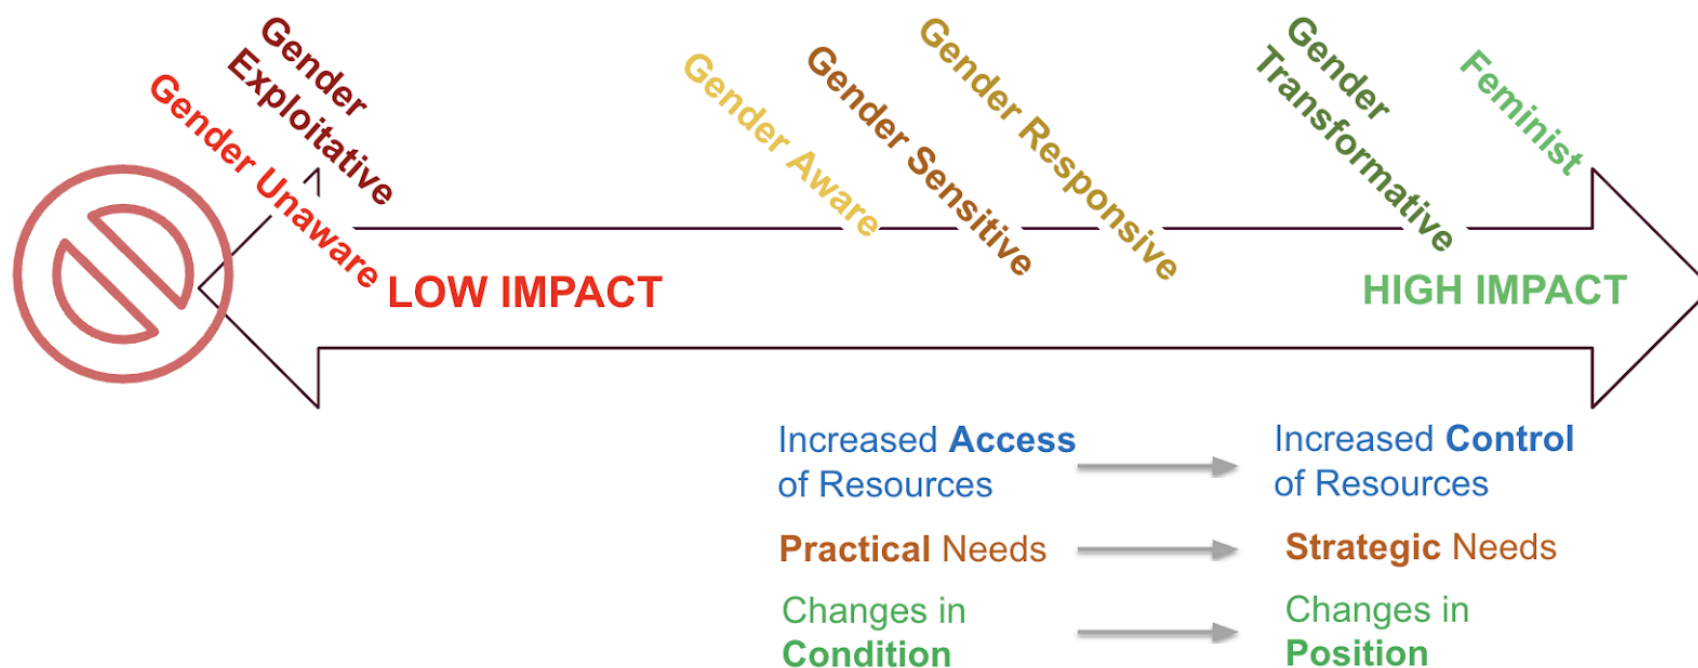 Gender Unaware
Gender
Exploitative
Gender Aware
Gender Sensitive
Gender Responsive
Gender
Transformative
Feminist
LOW IMPACT
HIGH IMPACT
Increased Access
of Resources
Increased Control
of Resources
Practical Needs
Strategic Needs
Changes in
Condition
Changes in
Position